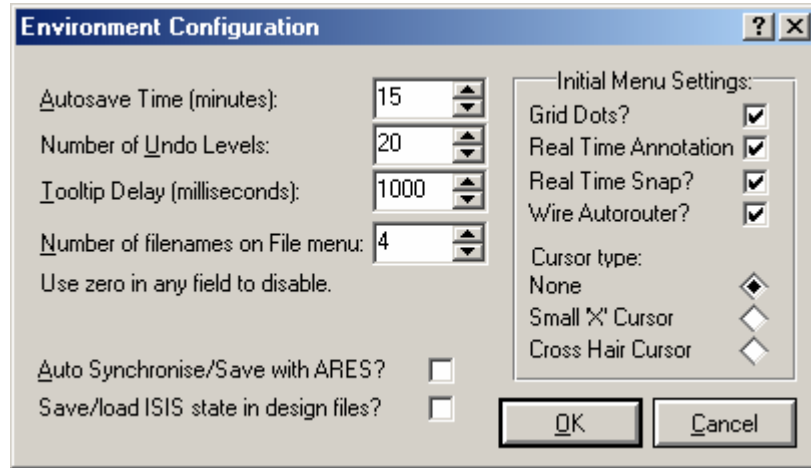 Environment Configuration
Autosave Time (minutes): 15
Number of Undo Levels: 20
Tooltip Delay (milliseconds): 1000
Number of filenames on File menu: 4
Use zero in any field to disable.
Auto Synchronise/Save with ARES?
Save/load ISIS state in design files?
Initial Menu Settings:
Grid Dots?
Real Time Annotation
Real Time Snap?
Wire Autorouter?
Cursor type:
None
Small 'X' Cursor
Cross Hair Cursor
OK
Cancel